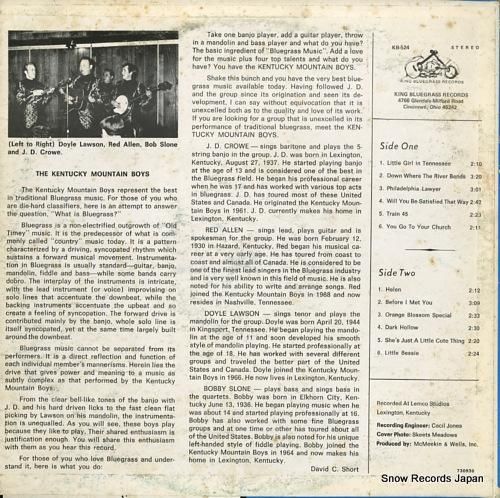 (Left to Right) Doyle Lawson, Red Allen, Bob Slone
and J. D. Crowe.
THE KENTUCKY MOUNTAIN BOYS
The Kentucky Mountain Boys represent the best
in traditional Bluegrass music. For those of you who
are die-hard classifiers, here is an attempt to answer
the question, "What is Bluegrass?"
Bluegrass is a non-electrified outgrowth of "Old
Timey" music. It is the predecessor of what is com-
monly called "country" music today. It is a pattern
characterized by a driving, syncopated rhythm which
sustains a forward musical movement. Instrumenta-
tion in Bluegrass is usually standard—guitar, banjo,
mandolin, fiddle and bass—while some bands carry
dobro. The interplay of the instruments is intricate,
with the lead instrument (or voice) improvising on
solo lines that accentuate the downbeat, while the
backing instruments accentuate the upbeat and so
create a feeling of syncopation. The forward drive is
contributed mainly by the banjo, whose solo line is
itself syncopated, yet at the same time largely built
around the downbeat.
Bluegrass music cannot be separated from its
performers. It is a direct reflection and function of
each individual member's mannerisms. Herein lies the
drive that gives power and meaning to a music as
subtly complex as that performed by the Kentucky
Mountain Boys.
From the clear bell-like tones of the banjo with
J. D. and his hard driven licks to the fast clean flat
picking by Lawson on his mandolin, the instrumenta-
tion is unequalled. As you will see, these boys play
because they like to play. Their shared enthusiasm is
justification enough. You will share this enthusiasm
with them as you hear this record.
For those of you who love Bluegrass and under-
stand it, here is what you do:
Take one banjo player, add a guitar player, throw
in a mandolin and bass player and what do you have?
The basic ingredient of "Bluegrass Music". Add a love
for the music plus four top talents and what do you
have? You have the KENTUCKY MOUNTAIN BOYS.
Shake this bunch and you have the very best blue-
grass music available today. Having followed J. D.
and the group since its origination and seen its de-
velopment, I can say without equivocation that it is
unexcelled both as to the quality and love of its work.
If you are looking for a group that is unexcelled in its
performance of traditional bluegrass, meet the KEN-
TUCKY MOUNTAIN BOYS.
J. D. CROWE — sings baritone and plays the 5-
string banjo in the group. J. D. was born in Lexington,
Kentucky, August 27, 1937. He started playing banjo
at the age of 13 and is considered one of the best in
the Bluegrass field. He began his professional career
when he was 17 and has worked with various top acts
in bluegrass. J. D. has toured most of these United
States and Canada. He originated the Kentucky
Mountain Boys in 1961. J. D. currently makes his home in
Lexington, Kentucky.
RED ALLEN — sings lead, plays guitar and is
spokesman for the group. He was born February 12,
1930 in Hazard, Kentucky. Red began his musical career
at a very early age. He has toured from coast to
coast and almost all of Canada. He is considered to be
one of the finest lead singers in the Bluegrass industry
and is very well known in this field of music. He is also
noted for his ability to write and arrange songs. Red
joined the Kentucky Mountain Boys in 1968 and now
resides in Nashville, Tennessee.
DOYLE LAWSON — sings tenor and plays the
mandolin for the group. Doyle was born April 20, 1944
in Kingsport, Tennessee. He began playing the mando-
lin at the age of 11 and soon developed his smooth
style of mandolin playing. He started professionally at
the age of 18. He has worked with several different
groups and traveled the better part of the United
States and Canada. Doyle joined the Kentucky Moun-
tain Boys in 1966. He now lives in Lexington, Kentucky.
BOBBY SLONE — plays bass and sings bass in
the quartets. Bobby was born in Elkhorn City, Ken-
tucky June 13, 1936. He began playing music when he
was about 14 and started playing professionally at 16.
Bobby has also worked with some fine Bluegrass
groups and at one time or other has toured about all
of the United States. Bobby is also noted for his unique
left-handed style of fiddle playing. Bobby joined the
Kentucky Mountain Boys in 1964 and now makes his
home in Lexington, Kentucky.
David C. Short
KB-524 STEREO
KING BLUEGRASS RECORDS
KING BLUEGRASS RECORDS
4766 Glendale-Milford Road
Cincinnati, Ohio 45242
Side One
1. Little Girl in Tennessee 2:10
2. Down Where The River Bends 3:20
3. Philadelphia Lawyer 3:01
4. Will You Be Satisfied That Way 2:42
5. Train 45 2:23
6. You Go To Your Church 2:11
Side Two
1. Helen 2:12
2. Before I Met You 3:09
3. Orange Blossom Special 2:33
4. Dark Hollow 2:30
5. She's Just A Little Cute Thing 2:20
6. Little Bessie 2:24
Recorded At Lemco Studios
Lexington, Kentucky
Recording Engineer: Cecil Jones
Cover Photo: Skeets Meadows
Produced by: McMeekin & Wells, Inc.
730930
Snow Records Japan